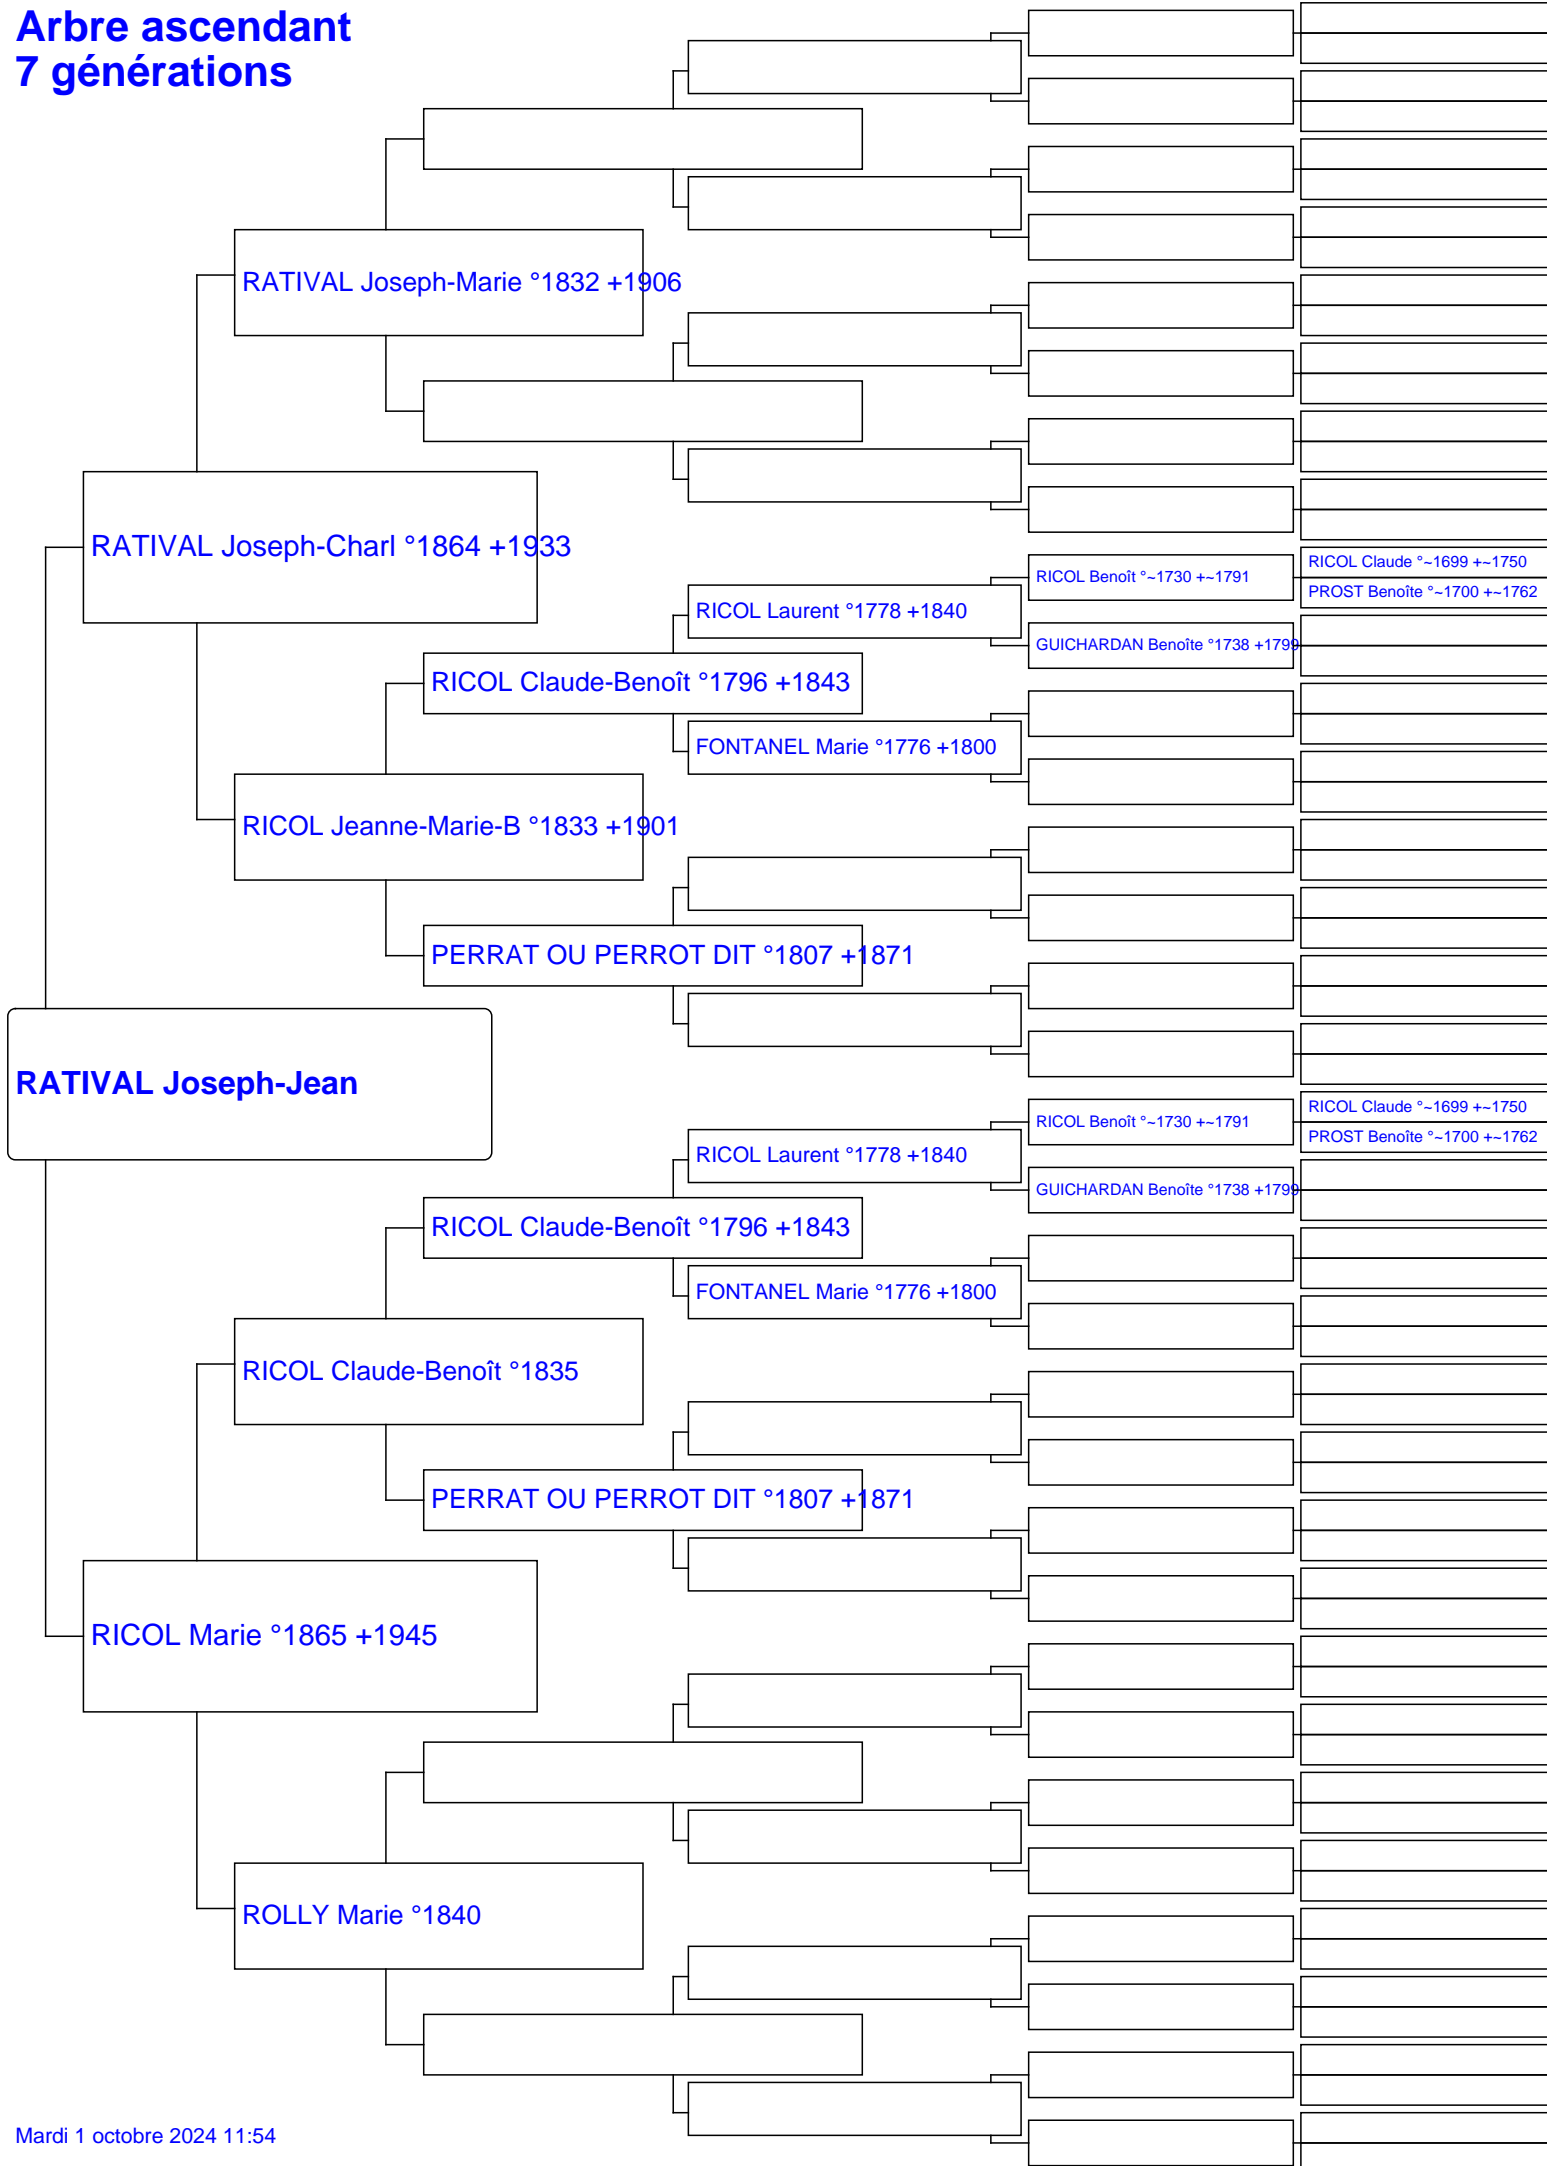 Arbre ascendant
7 générations
RATIVAL Joseph-Marie °1832 +1906
RATIVAL Joseph-Charl °1864 +1933
RICOL Claude °~1699 +~1750
RICOL Benoît °~1730 +~1791
PROST Benoîte °~1700 +~1762
RICOL Laurent °1778 +1840
GUICHARDAN Benoîte °1738 +1799
RICOL Claude-Benoît °1796 +1843
FONTANEL Marie °1776 +1800
RICOL Jeanne-Marie-B °1833 +1901
PERRAT OU PERROT DIT °1807 +1871
RATIVAL Joseph-Jean
RICOL Claude °~1699 +~1750
RICOL Benoît °~1730 +~1791
PROST Benoîte °~1700 +~1762
RICOL Laurent °1778 +1840
GUICHARDAN Benoîte °1738 +1799
RICOL Claude-Benoît °1796 +1843
FONTANEL Marie °1776 +1800
RICOL Claude-Benoît °1835
PERRAT OU PERROT DIT °1807 +1871
RICOL Marie °1865 +1945
ROLLY Marie °1840
Mardi 1 octobre 2024 11:54